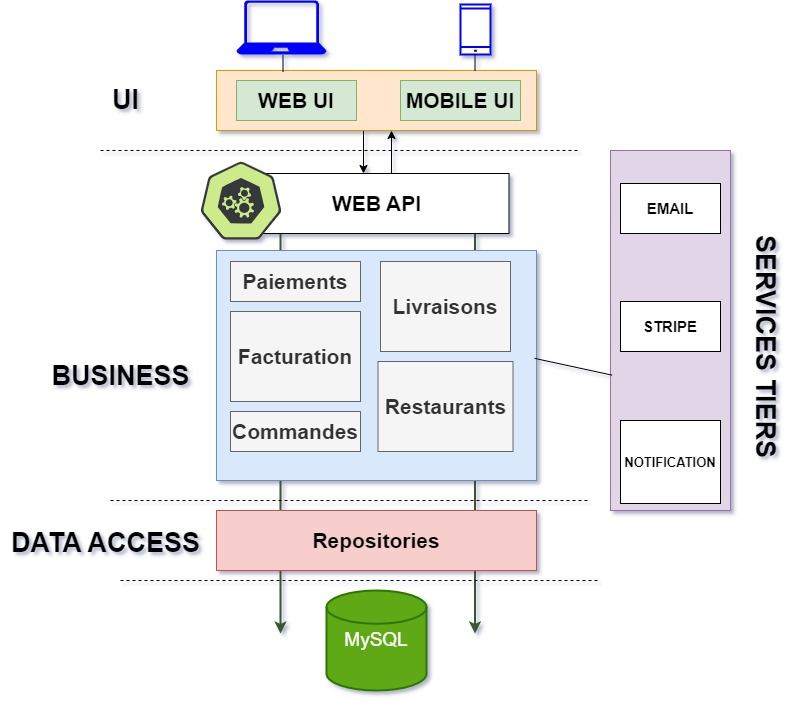 UI
WEB UI
MOBILE UI
WEB API
BUSINESS
Paiements
Facturation
Commandes
Livraisons
Restaurants
EMAIL
STRIPE
NOTIFICATION
SERVICES TIERS
DATA ACCESS
Repositories
MySQL